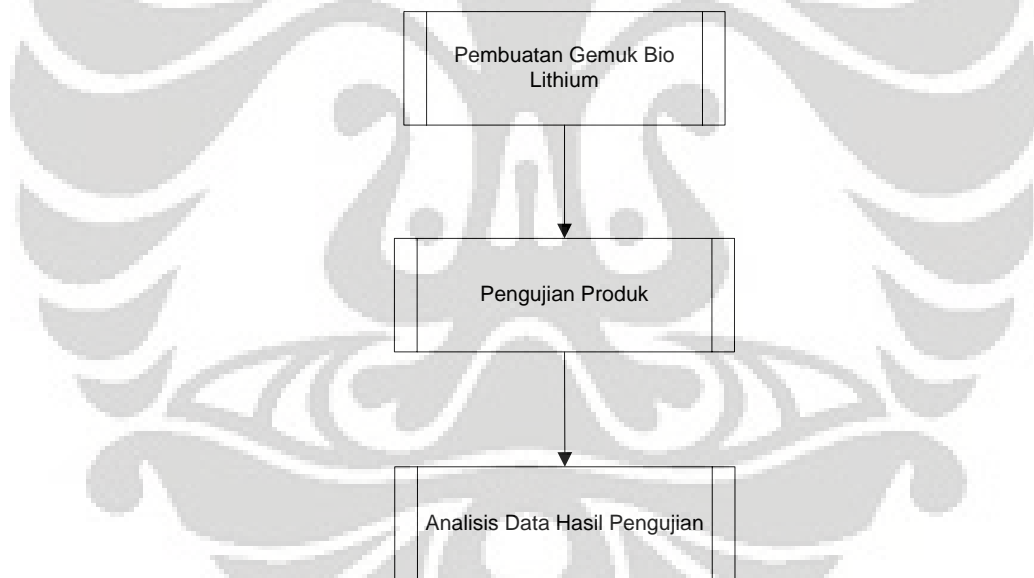 Pembuatan Gemuk Bio
Lithium
Pengujian Produk
Analisis Data Hasil Pengujian